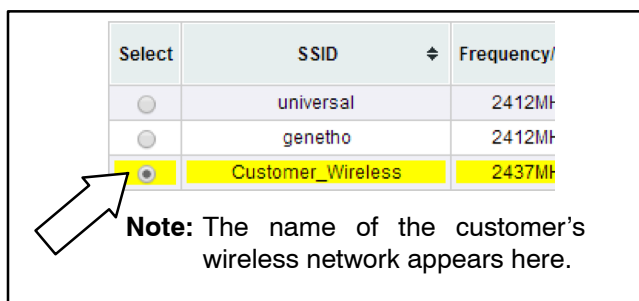 Select SSID Frequency/
universal 2412MH
genetho 2412MH
Customer_Wireless 2437MH
Note: The name of the customer's
wireless network appears here.